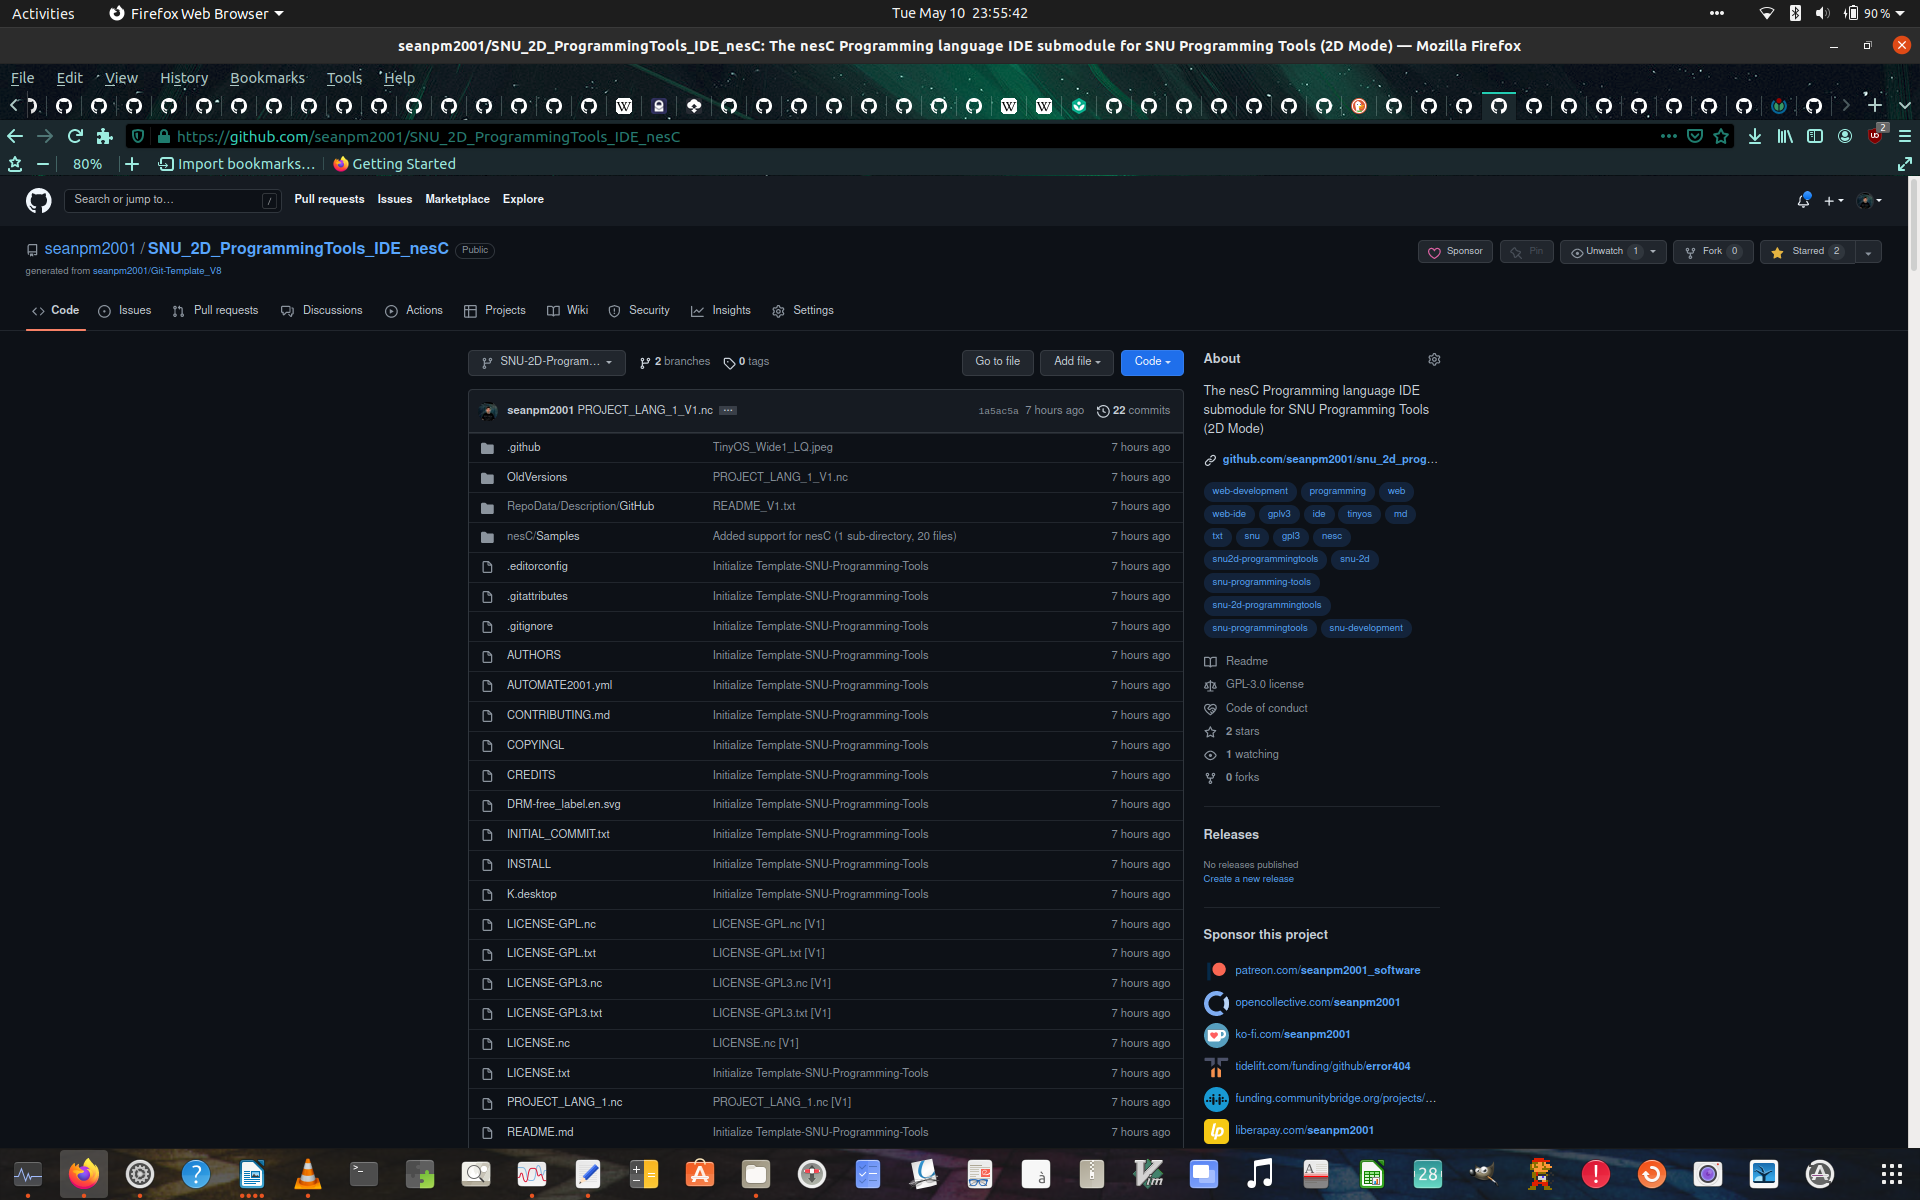 Activities
Firefox Web Browser
Tue May 10 23:55:42
90 %
seanpm2001/SNU_2D_ProgrammingTools_IDE_nesC: The nesC Programming language IDE submodule for SNU Programming Tools (2D Mode) — Mozilla Firefox
File Edit View History Bookmarks Tools Help
https://github.com/seanpm2001/SNU_2D_ProgrammingTools_IDE_nesC
2
80%
Import bookmarks...
Getting Started
Search or jump to...
/
Pull requests Issues Marketplace Explore
seanpm2001 / SNU_2D_ProgrammingTools_IDE_nesC Public
generated from seanpm2001/Git-Template_V8
Sponsor
Pin
Unwatch 1
Fork 0
Starred 2
Code Issues Pull requests Discussions Actions Projects Wiki Security Insights Settings
SNU-2D-Program...
2 branches
0 tags
Go to file
Add file
Code
seanpm2001 PROJECT_LANG_1_V1.nc ...
1a5ac5a 7 hours ago 22 commits
.github TinyOS_Wide1_LQ.jpeg 7 hours ago
OldVersions PROJECT_LANG_1_V1.nc 7 hours ago
RepoData/Description/GitHub README_V1.txt 7 hours ago
nesC/Samples Added support for nesC (1 sub-directory, 20 files) 7 hours ago
.editorconfig Initialize Template-SNU-Programming-Tools 7 hours ago
.gitattributes Initialize Template-SNU-Programming-Tools 7 hours ago
.gitignore Initialize Template-SNU-Programming-Tools 7 hours ago
AUTHORS Initialize Template-SNU-Programming-Tools 7 hours ago
AUTOMATE2001.yml Initialize Template-SNU-Programming-Tools 7 hours ago
CONTRIBUTING.md Initialize Template-SNU-Programming-Tools 7 hours ago
COPYINGL Initialize Template-SNU-Programming-Tools 7 hours ago
CREDITS Initialize Template-SNU-Programming-Tools 7 hours ago
DRM-free_label.en.svg Initialize Template-SNU-Programming-Tools 7 hours ago
INITIAL_COMMIT.txt Initialize Template-SNU-Programming-Tools 7 hours ago
INSTALL Initialize Template-SNU-Programming-Tools 7 hours ago
K.desktop Initialize Template-SNU-Programming-Tools 7 hours ago
LICENSE-GPL.nc LICENSE-GPL.nc [V1] 7 hours ago
LICENSE-GPL.txt LICENSE-GPL.txt [V1] 7 hours ago
LICENSE-GPL3.nc LICENSE-GPL3.nc [V1] 7 hours ago
LICENSE-GPL3.txt LICENSE-GPL3.txt [V1] 7 hours ago
LICENSE.nc LICENSE.nc [V1] 7 hours ago
LICENSE.txt Initialize Template-SNU-Programming-Tools 7 hours ago
PROJECT_LANG_1.nc PROJECT_LANG_1.nc [V1] 7 hours ago
README.md Initialize Template-SNU-Programming-Tools 7 hours ago
About
The nesC Programming language IDE
submodule for SNU Programming Tools
(2D Mode)
github.com/seanpm2001/snu_2d_prog...
web-development programming web
web-ide gplv3 ide tinyos md
txt snu gpl3 nesc
snu2d-programmingtools snu-2d
snu-programming-tools
snu-2d-programmingtools
snu-programmingtools snu-development
Readme
GPL-3.0 license
Code of conduct
2 stars
1 watching
0 forks
Releases
No releases published
Create a new release
Sponsor this project
patreon.com/seanpm2001_software
opencollective.com/seanpm2001
ko-fi.com/seanpm2001
tidelift.com/funding/github/error404
funding.communitybridge.org/projects/...
lp liberapay.com/seanpm2001
28